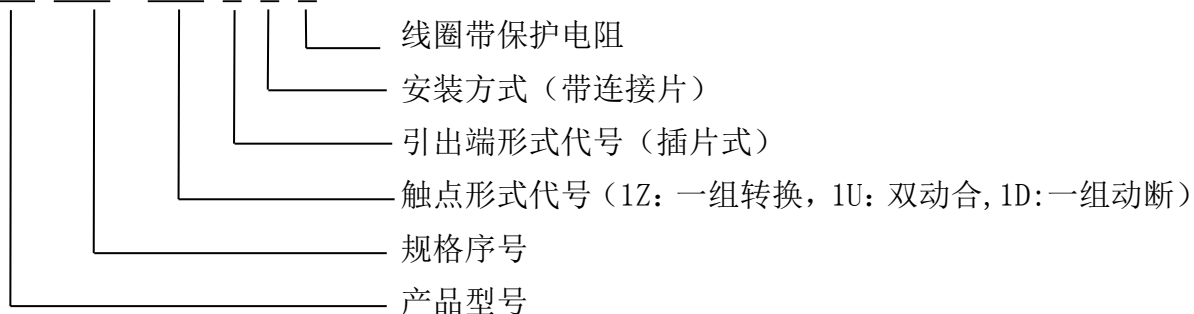 线圈带保护电阻
安装方式（带连接片）
引出端形式代号（插片式）
触点形式代号（1Z：一组转换，1U：双动合,1D:一组动断）
规格序号
产品型号